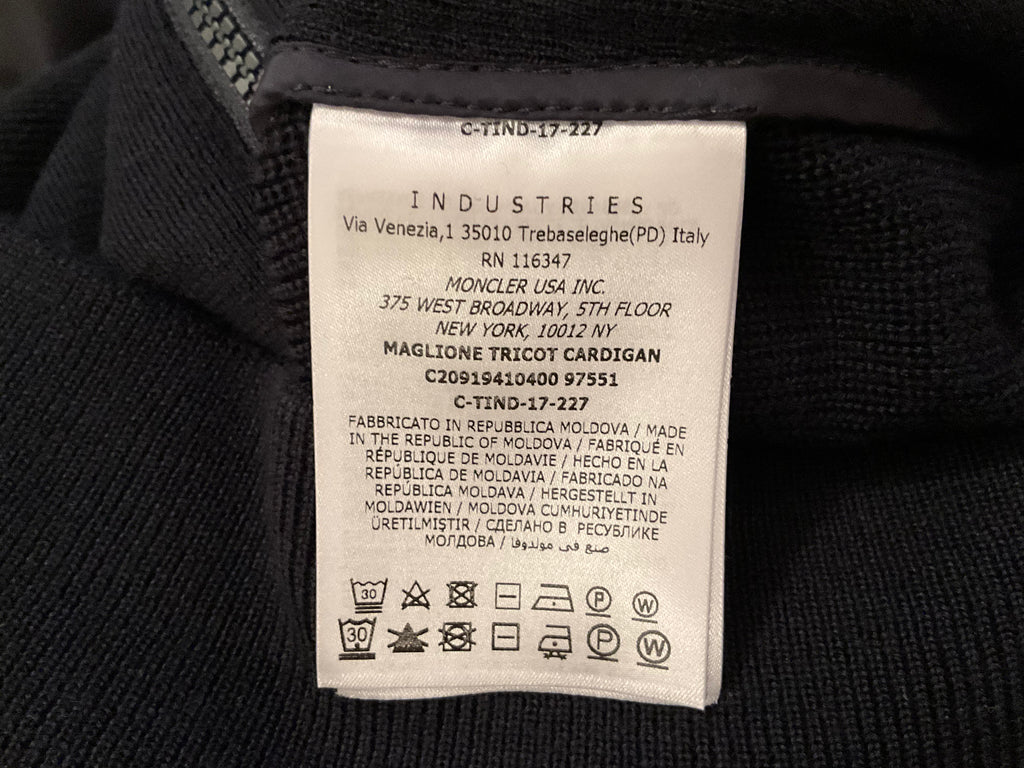 C-TIND-17-227
INDUSTRIES
Via Venezia,1 35010 Trebaseleghe(PD) Italy
RN 116347
MONCLER USA INC.
375 WEST BROADWAY, 5TH FLOOR
NEW YORK, 10012 NY
MAGLIONE TRICOT CARDIGAN
C20919410400 97551
C-TIND-17-227
FABBRICATO IN REPUBBLICA MOLDOVA / MADE
IN THE REPUBLIC OF MOLDOVA / FABRIQUÉ EN
RÉPUBLIQUE DE MOLDAVIE / HECHO EN LA
REPÚBLICA DE MOLDAVIA / FABRICADO NA
REPÚBLICA MOLDAVA / HERGESTELLT IN
MOLDAWIEN / MOLDOVA CUMHURIYETINDE
ÜRETILMIŞTIR / СДЕЛАНО В РЕСУБЛИКЕ
МОЛДОВА / صنع في مولدوفا
30 P W
30 P W